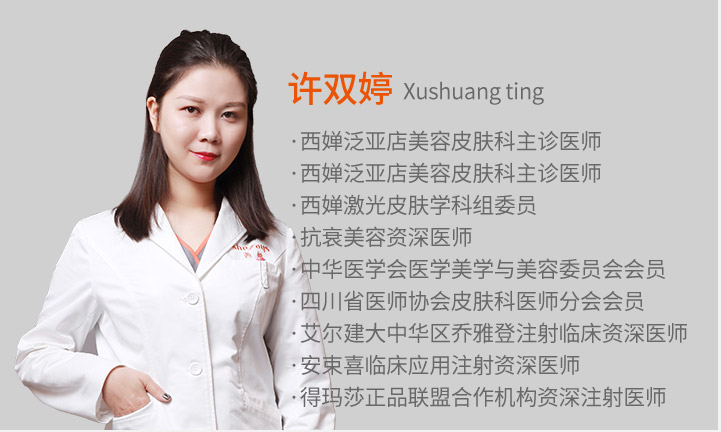 许双婷 Xushuang ting
·西婵泛亚店美容皮肤科主诊医师
·西婵泛亚店美容皮肤科主诊医师
·西婵激光皮肤学科组委员
·抗衰美容资深医师
·中华医学会医学美学与美容委员会会员
·四川省医师协会皮肤科医师分会会员
·艾尔建大中华区乔雅登注射临床资深医师
·安束喜临床应用注射资深医师
·得玛莎正品联盟合作机构资深注射医师